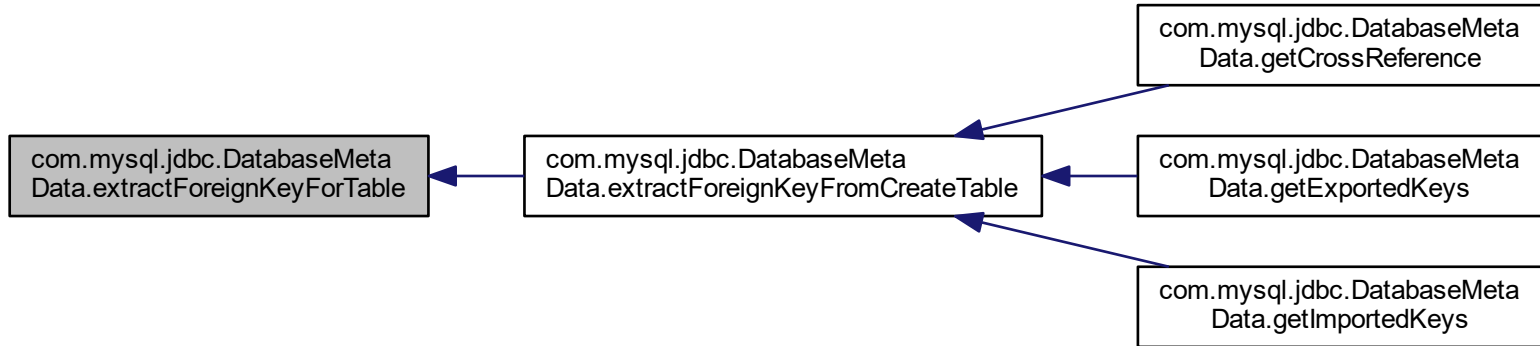 com.mysql.jdbc.DatabaseMeta
Data.extractForeignKeyForTable
com.mysql.jdbc.DatabaseMeta
Data.extractForeignKeyFromCreateTable
com.mysql.jdbc.DatabaseMeta
Data.getCrossReference
com.mysql.jdbc.DatabaseMeta
Data.getExportedKeys
com.mysql.jdbc.DatabaseMeta
Data.getImportedKeys